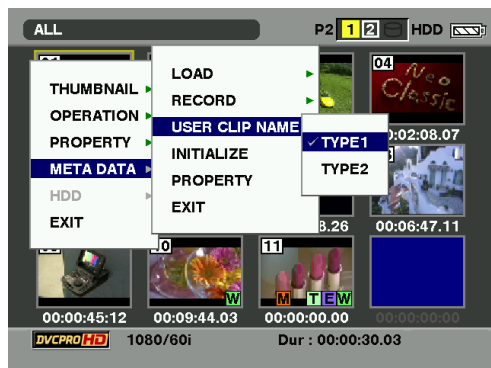 ALL
P2 1 2 HDD
04
Neo
Classic
THUMBNAIL
OPERATION
PROPERTY
META DATA
HDD
EXIT
LOAD
RECORD
USER CLIP NAME
INITIALIZE
PROPERTY
EXIT
✓ TYPE1
TYPE2
:02:08.07
8.26
00:06:47.11
10
11
W
M T E W
00:00:45:12
00:09:44.03
00:00:00.00
00:00:00.00
DVCPRO HD
1080/60i
Dur : 00:00:30.03